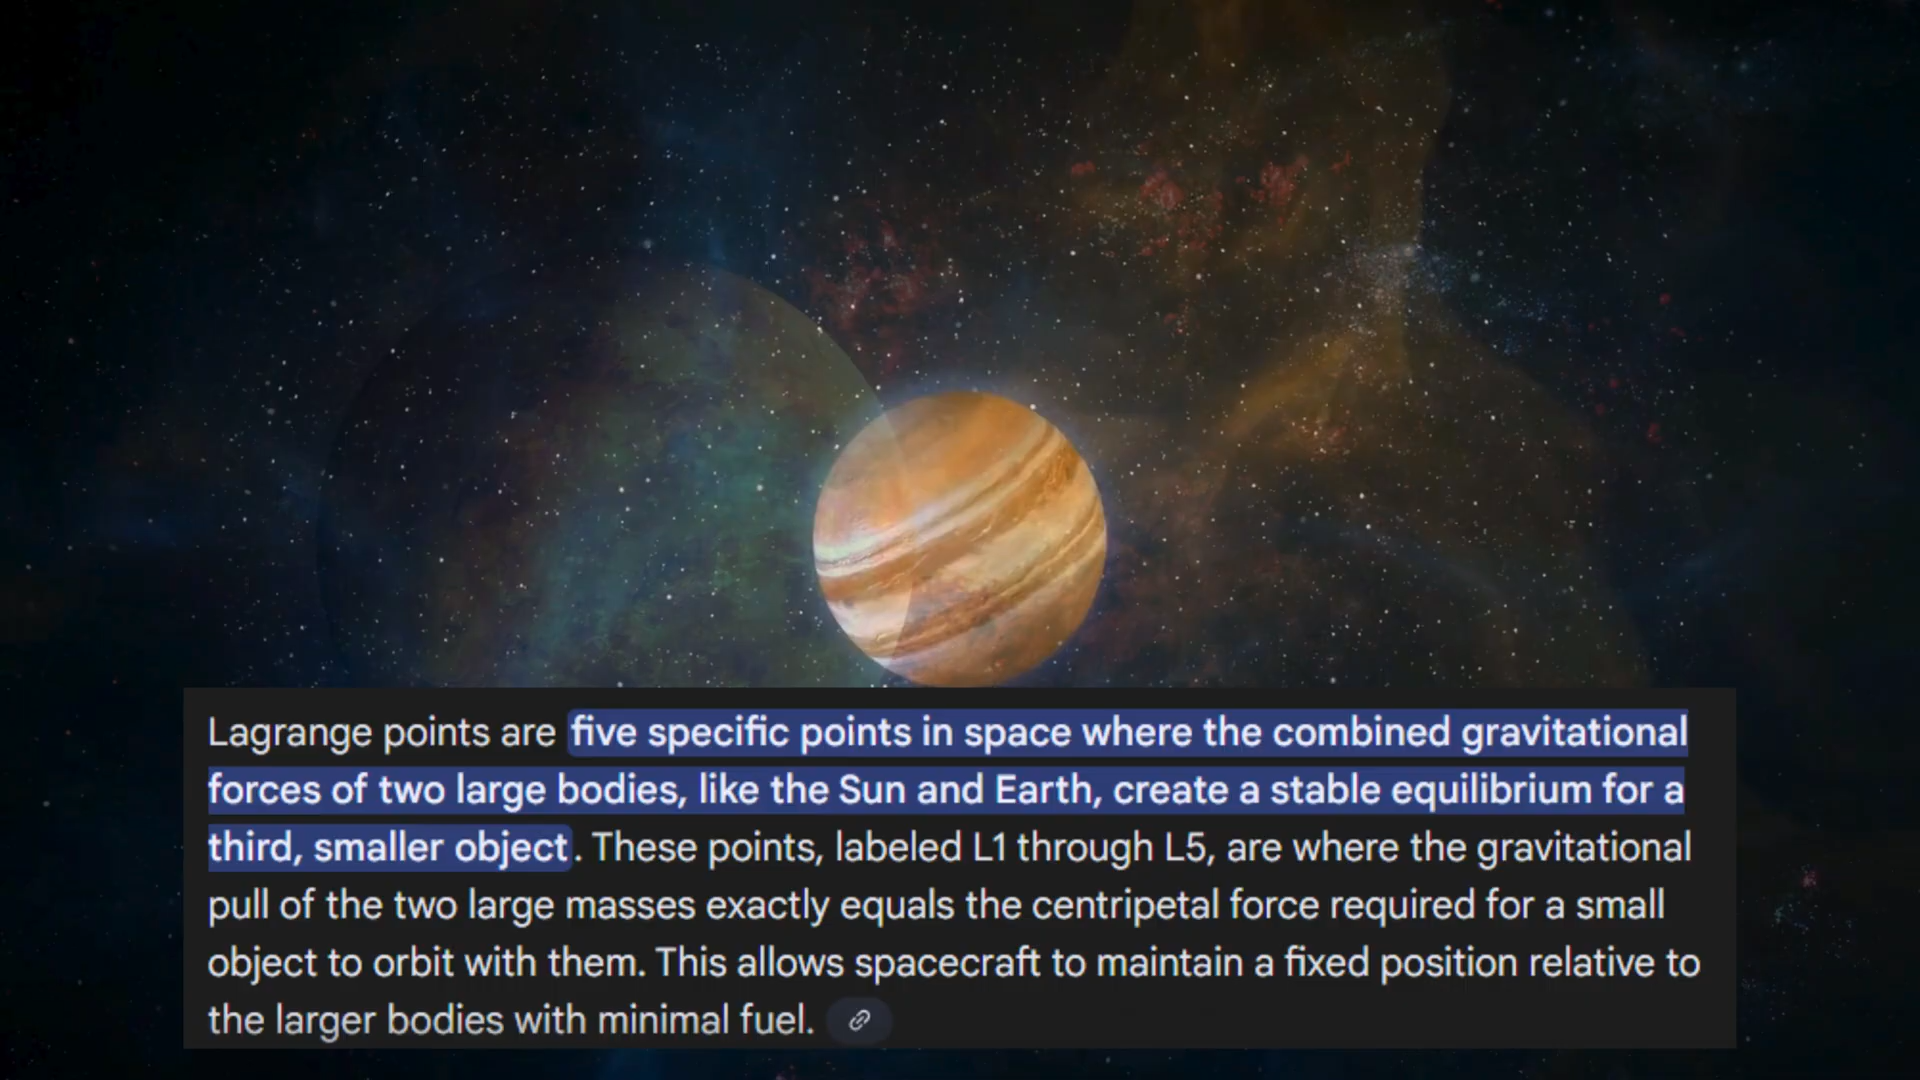 Lagrange points are five specific points in space where the combined gravitational
forces of two large bodies, like the Sun and Earth, create a stable equilibrium for a
third, smaller object. These points, labeled L1 through L5, are where the gravitational
pull of the two large masses exactly equals the centripetal force required for a small
object to orbit with them. This allows spacecraft to maintain a fixed position relative to
the larger bodies with minimal fuel.